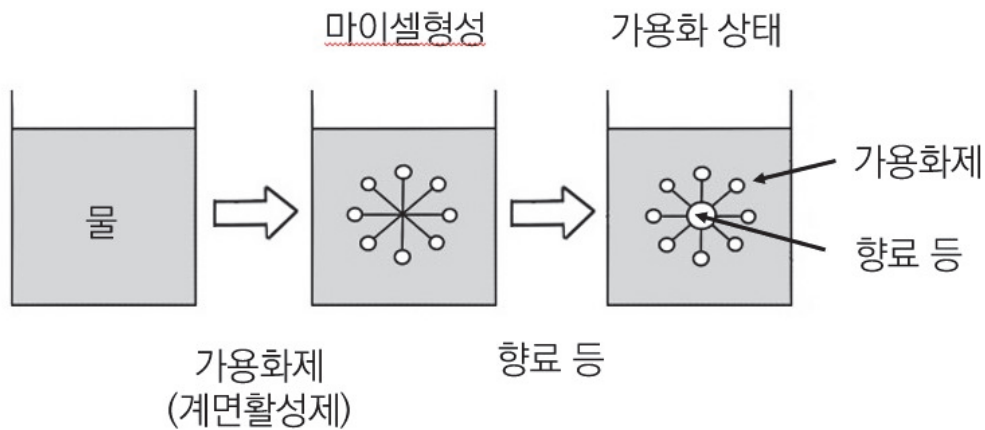 마이셀형성
가용화 상태
물
가용화제
향료 등
가용화제
(계면활성제)
향료 등